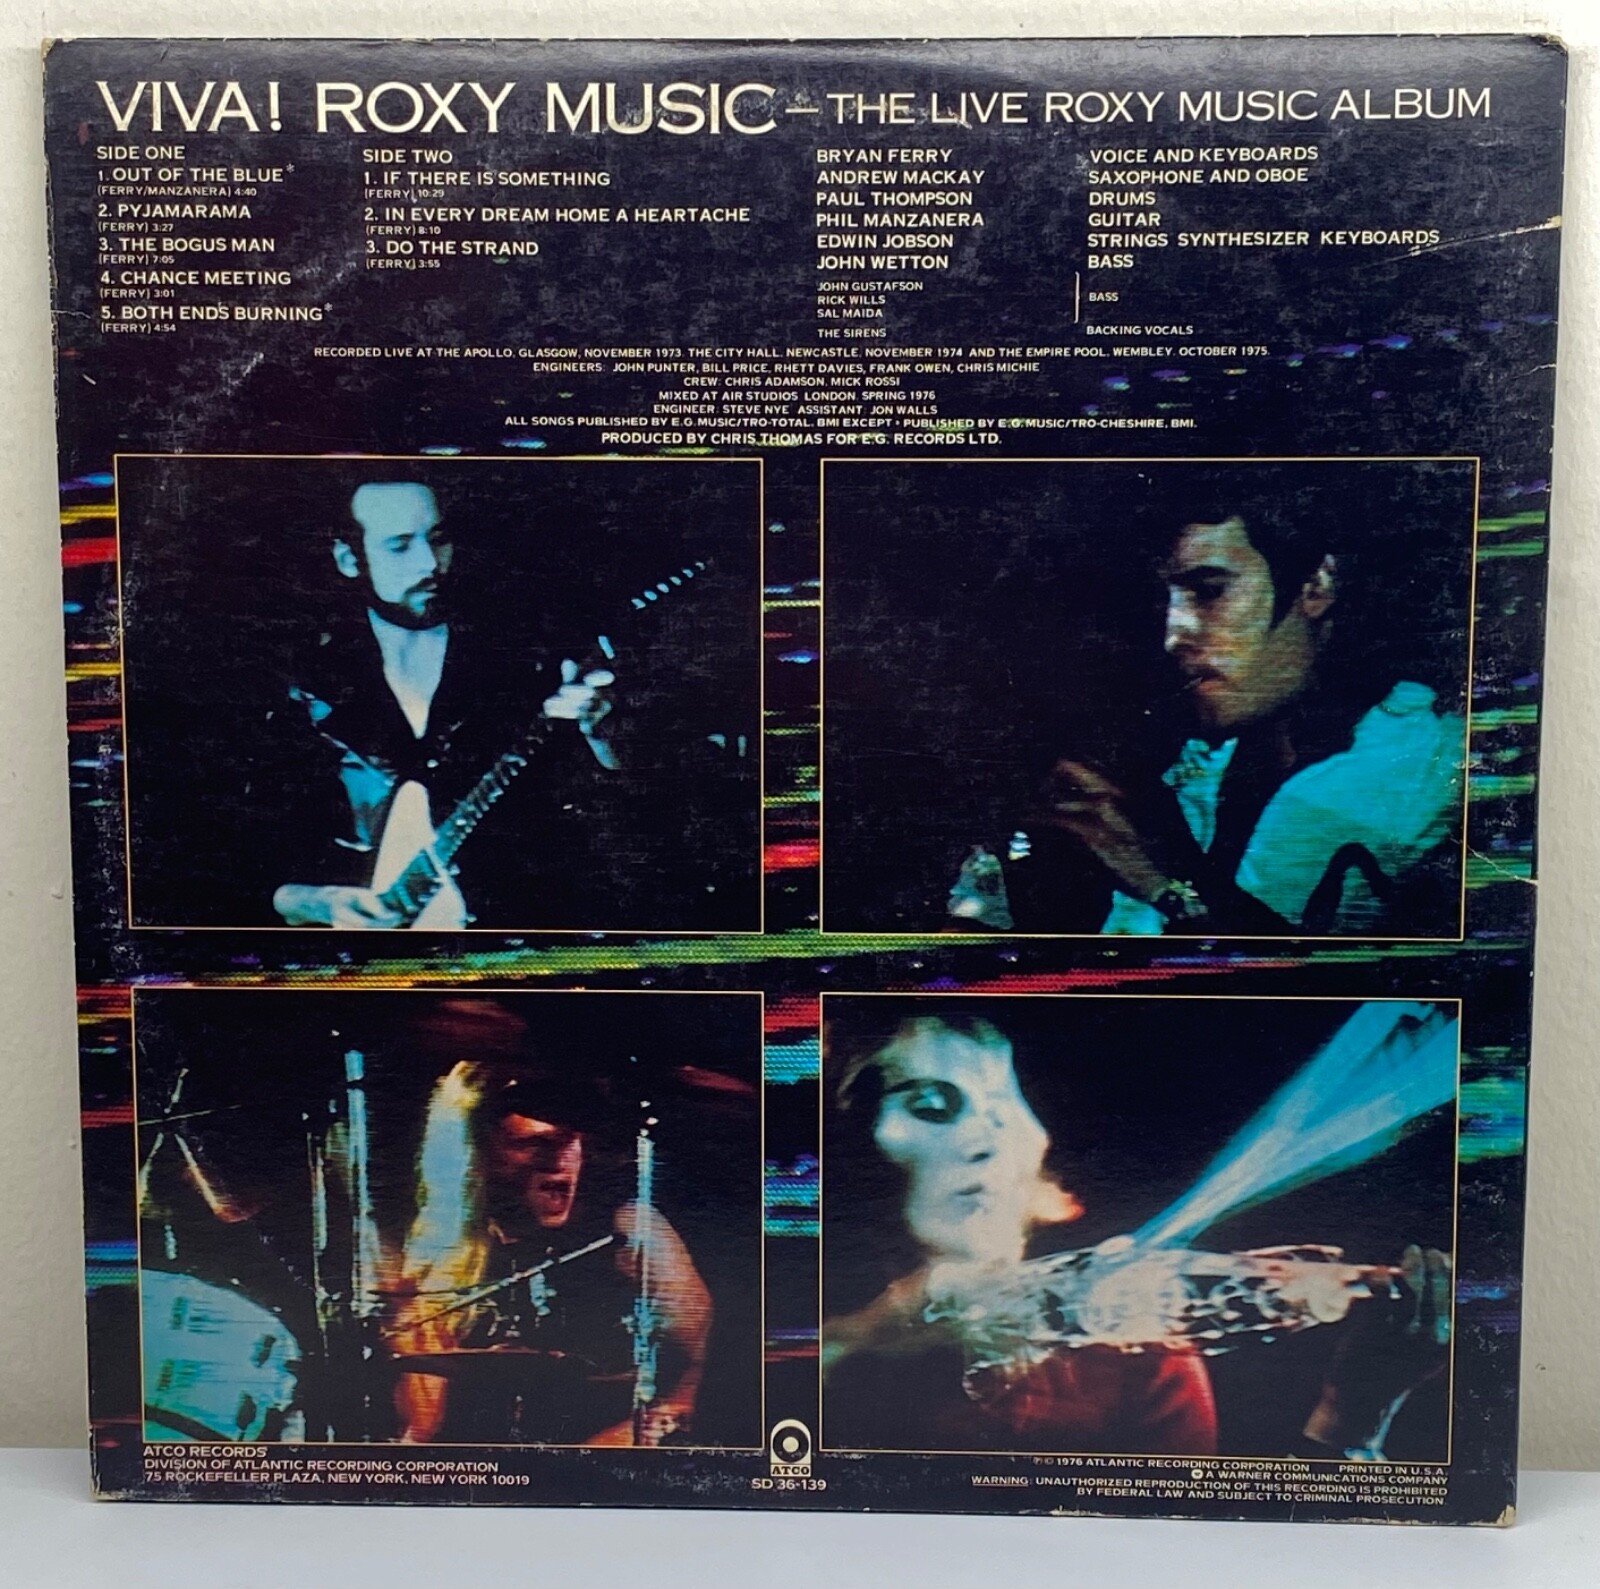 VIVA! ROXY MUSIC – THE LIVE ROXY MUSIC ALBUM
SIDE ONE
1. OUT OF THE BLUE*
(FERRY/MANZANERA) 4:40
2. PYJAMARAMA
(FERRY) 3:27
3. THE BOGUS MAN
(FERRY) 7:05
4. CHANCE MEETING
(FERRY) 3:01
5. BOTH ENDS BURNING*
(FERRY) 4:54
SIDE TWO
1. IF THERE IS SOMETHING
(FERRY) 10:29
2. IN EVERY DREAM HOME A HEARTACHE
(FERRY) 8:10
3. DO THE STRAND
(FERRY) 3:55
BRYAN FERRY VOICE AND KEYBOARDS
ANDREW MACKAY SAXOPHONE AND OBOE
PAUL THOMPSON DRUMS
PHIL MANZANERA GUITAR
EDWIN JOBSON STRINGS SYNTHESIZER KEYBOARDS
JOHN WETTON BASS
JOHN GUSTAFSON
RICK WILLS BASS
SAL MAIDA
THE SIRENS BACKING VOCALS
RECORDED LIVE AT THE APOLLO, GLASGOW, NOVEMBER 1973. THE CITY HALL, NEWCASTLE, NOVEMBER 1974 AND THE EMPIRE POOL, WEMBLEY, OCTOBER 1975.
ENGINEERS: JOHN PUNTER, BILL PRICE, RHETT DAVIES, FRANK OWEN, CHRIS MICHIE
CREW: CHRIS ADAMSON, MICK ROSSI
MIXED AT AIR STUDIOS LONDON, SPRING 1976
ENGINEER: STEVE NYE ASSISTANT: JON WALLS
ALL SONGS PUBLISHED BY E.G. MUSIC/TRO-TOTAL, BMI EXCEPT * PUBLISHED BY E.G. MUSIC/TRO-CHESHIRE, BMI.
PRODUCED BY CHRIS THOMAS FOR E.G. RECORDS LTD.
ATCO RECORDS
DIVISION OF ATLANTIC RECORDING CORPORATION
75 ROCKEFELLER PLAZA, NEW YORK, NEW YORK 10019
ATCO
SD 36-139
℗© 1976 ATLANTIC RECORDING CORPORATION PRINTED IN U.S.A.
A WARNER COMMUNICATIONS COMPANY
WARNING: UNAUTHORIZED REPRODUCTION OF THIS RECORDING IS PROHIBITED
BY FEDERAL LAW AND SUBJECT TO CRIMINAL PROSECUTION.